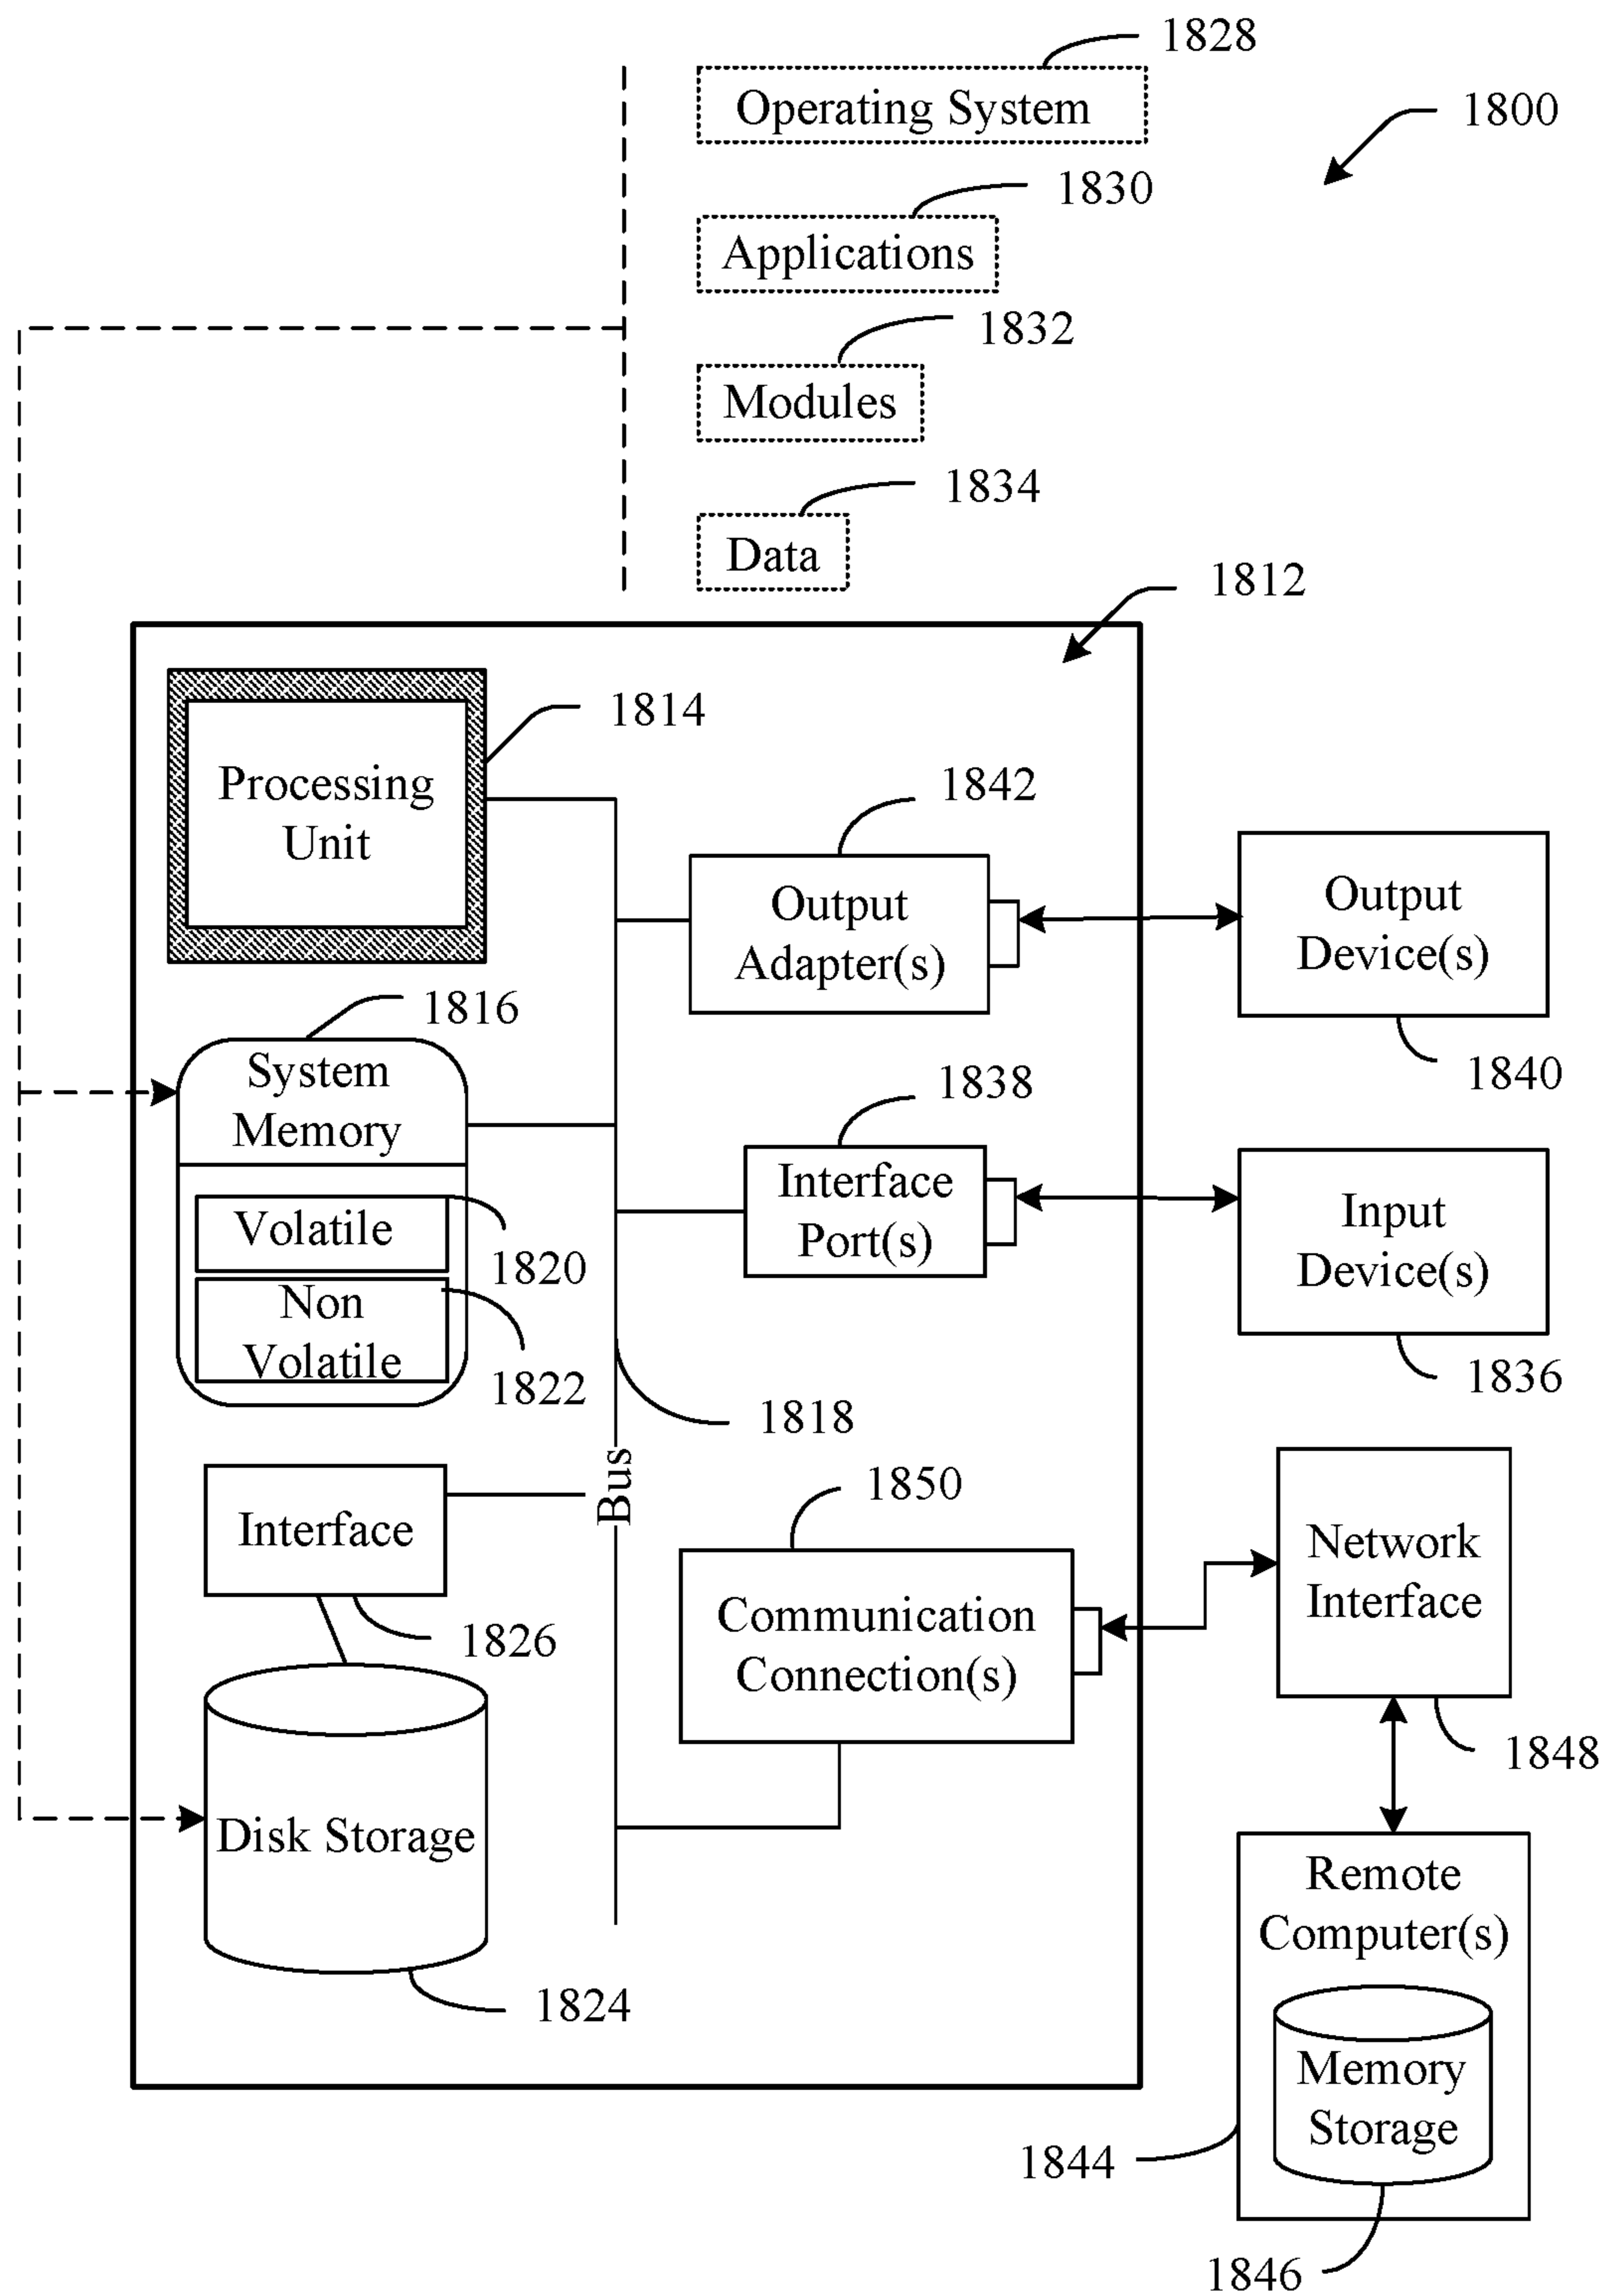 1828
Operating System
1800
1830
Applications
1832
Modules
1834
Data
1812
1814
Processing
Unit
1842
Output
Adapter(s)
Output
Device(s)
1840
1816
System
Memory
1838
Interface
Port(s)
Input
Device(s)
1836
Volatile
1820
Non
Volatile
1822
1818
Bus
1850
Interface
1826
Communication
Connection(s)
Network
Interface
1848
Disk Storage
1824
Remote
Computer(s)
Memory
Storage
1844
1846